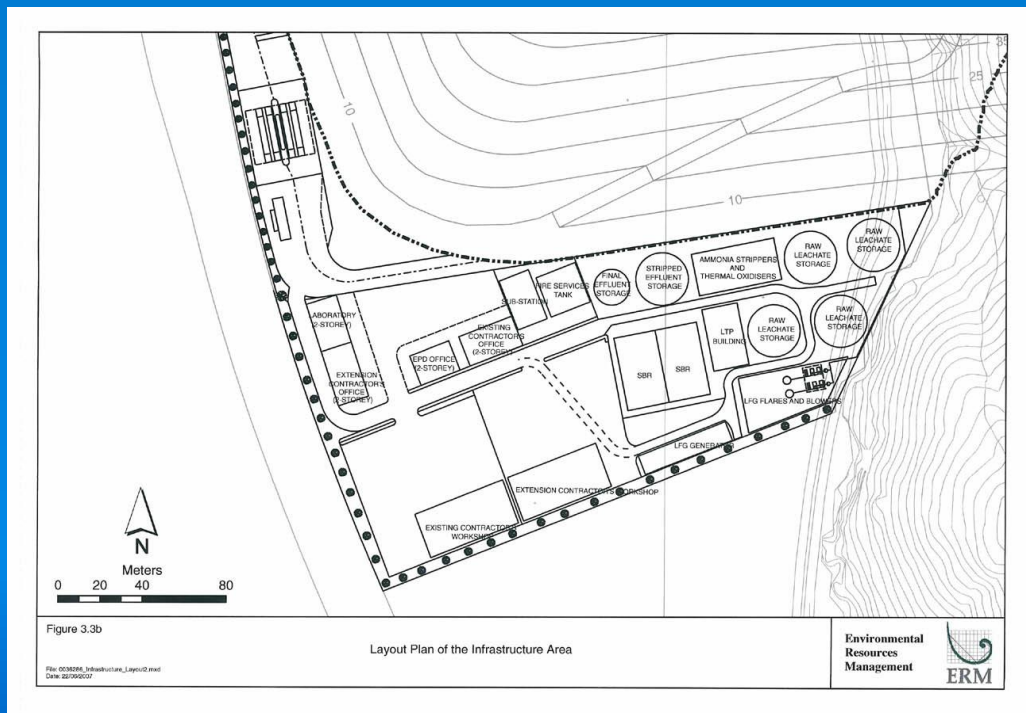 35
25
10
10
RAW
LEACHATE
STORAGE
RAW
LEACHATE
STORAGE
AMMONIA STRIPPERS
AND
THERMAL OXIDISERS
STRIPPED
EFFLUENT
STORAGE
FINAL
EFFLUENT
STORAGE
FIRE SERVICES
TANK
SUB-STATION
LABORATORY
(2-STOREY)
EXISTING
CONTRACTOR'S
OFFICE
(2-STOREY)
EPD OFFICE
(2-STOREY)
EXTENSION
CONTRACTOR'S
OFFICE
(2-STOREY)
RAW
LEACHATE
STORAGE
RAW
LEACHATE
STORAGE
LTP
BUILDING
SBR
SBR
LFG FLARES AND BLOWERS
LFG GENERATOR
EXTENSION CONTRACTOR'S WORKSHOP
EXISTING CONTRACTOR'S
WORKSHOP
N
Meters
0 20 40 80
Figure 3.3b
Layout Plan of the Infrastructure Area
File: 0036286_Infrastructure_Layout2.mxd
Environmental
Resources
Management
ERM